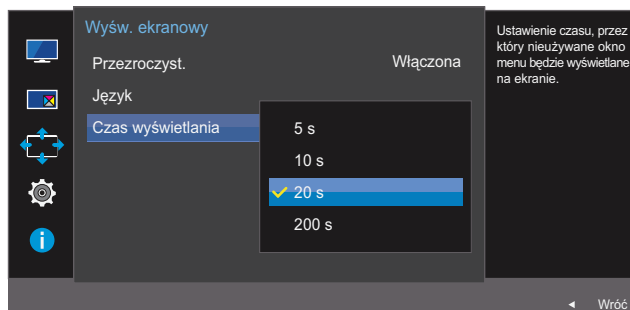 Wyśw. ekranowy
Przezroczyst. Włączona
Język
Czas wyświetlania
5 s
10 s
20 s
200 s
Ustawienie czasu, przez
który nieużywane okno
menu będzie wyświetlane
na ekranie.
Wróć